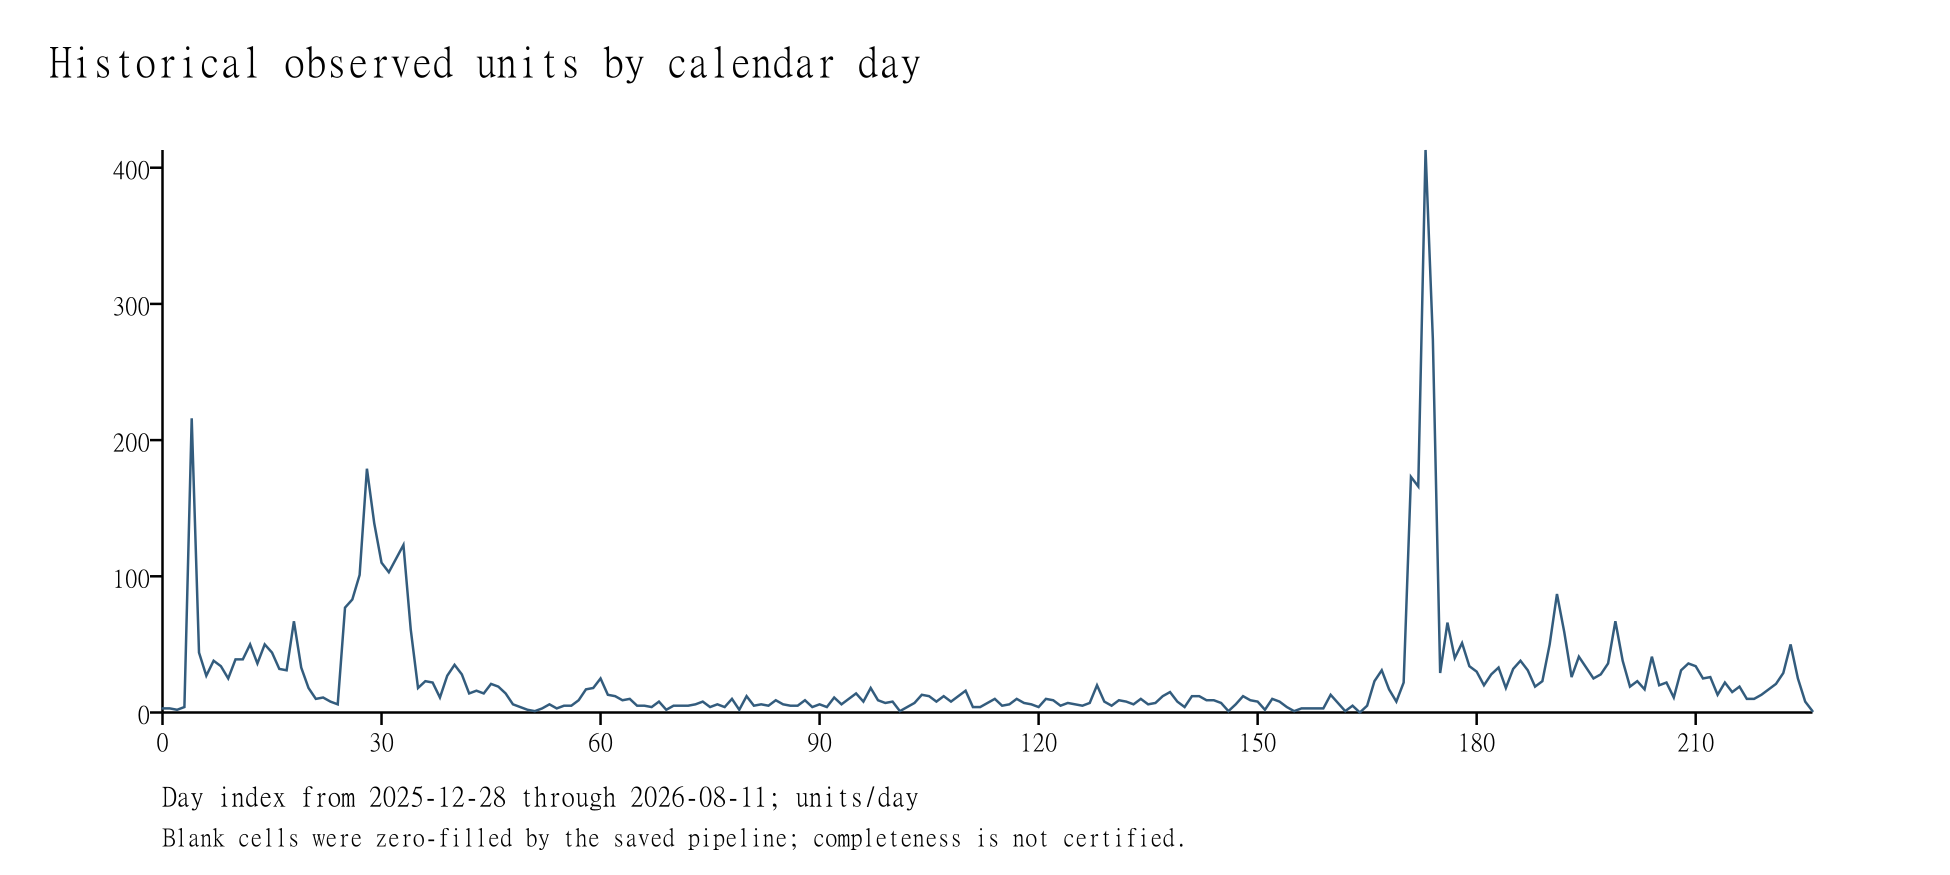 Historical observed units by calendar day
400
300
200
100
0
0 30 60 90 120 150 180 210
Day index from 2025-12-28 through 2026-08-11; units/day
Blank cells were zero-filled by the saved pipeline; completeness is not certified.